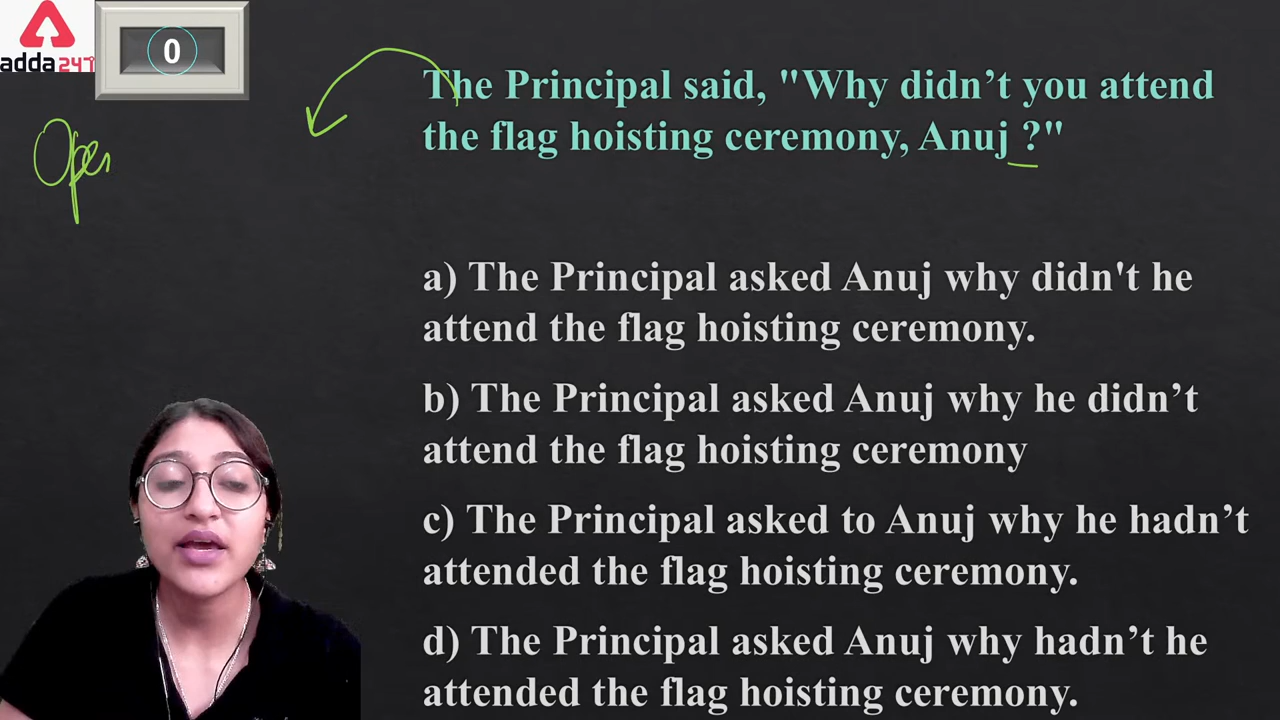 adda247
0
Open
The Principal said, "Why didn’t you attend
the flag hoisting ceremony, Anuj ?"
a) The Principal asked Anuj why didn't he
attend the flag hoisting ceremony.
b) The Principal asked Anuj why he didn’t
attend the flag hoisting ceremony
c) The Principal asked to Anuj why he hadn’t
attended the flag hoisting ceremony.
d) The Principal asked Anuj why hadn’t he
attended the flag hoisting ceremony.